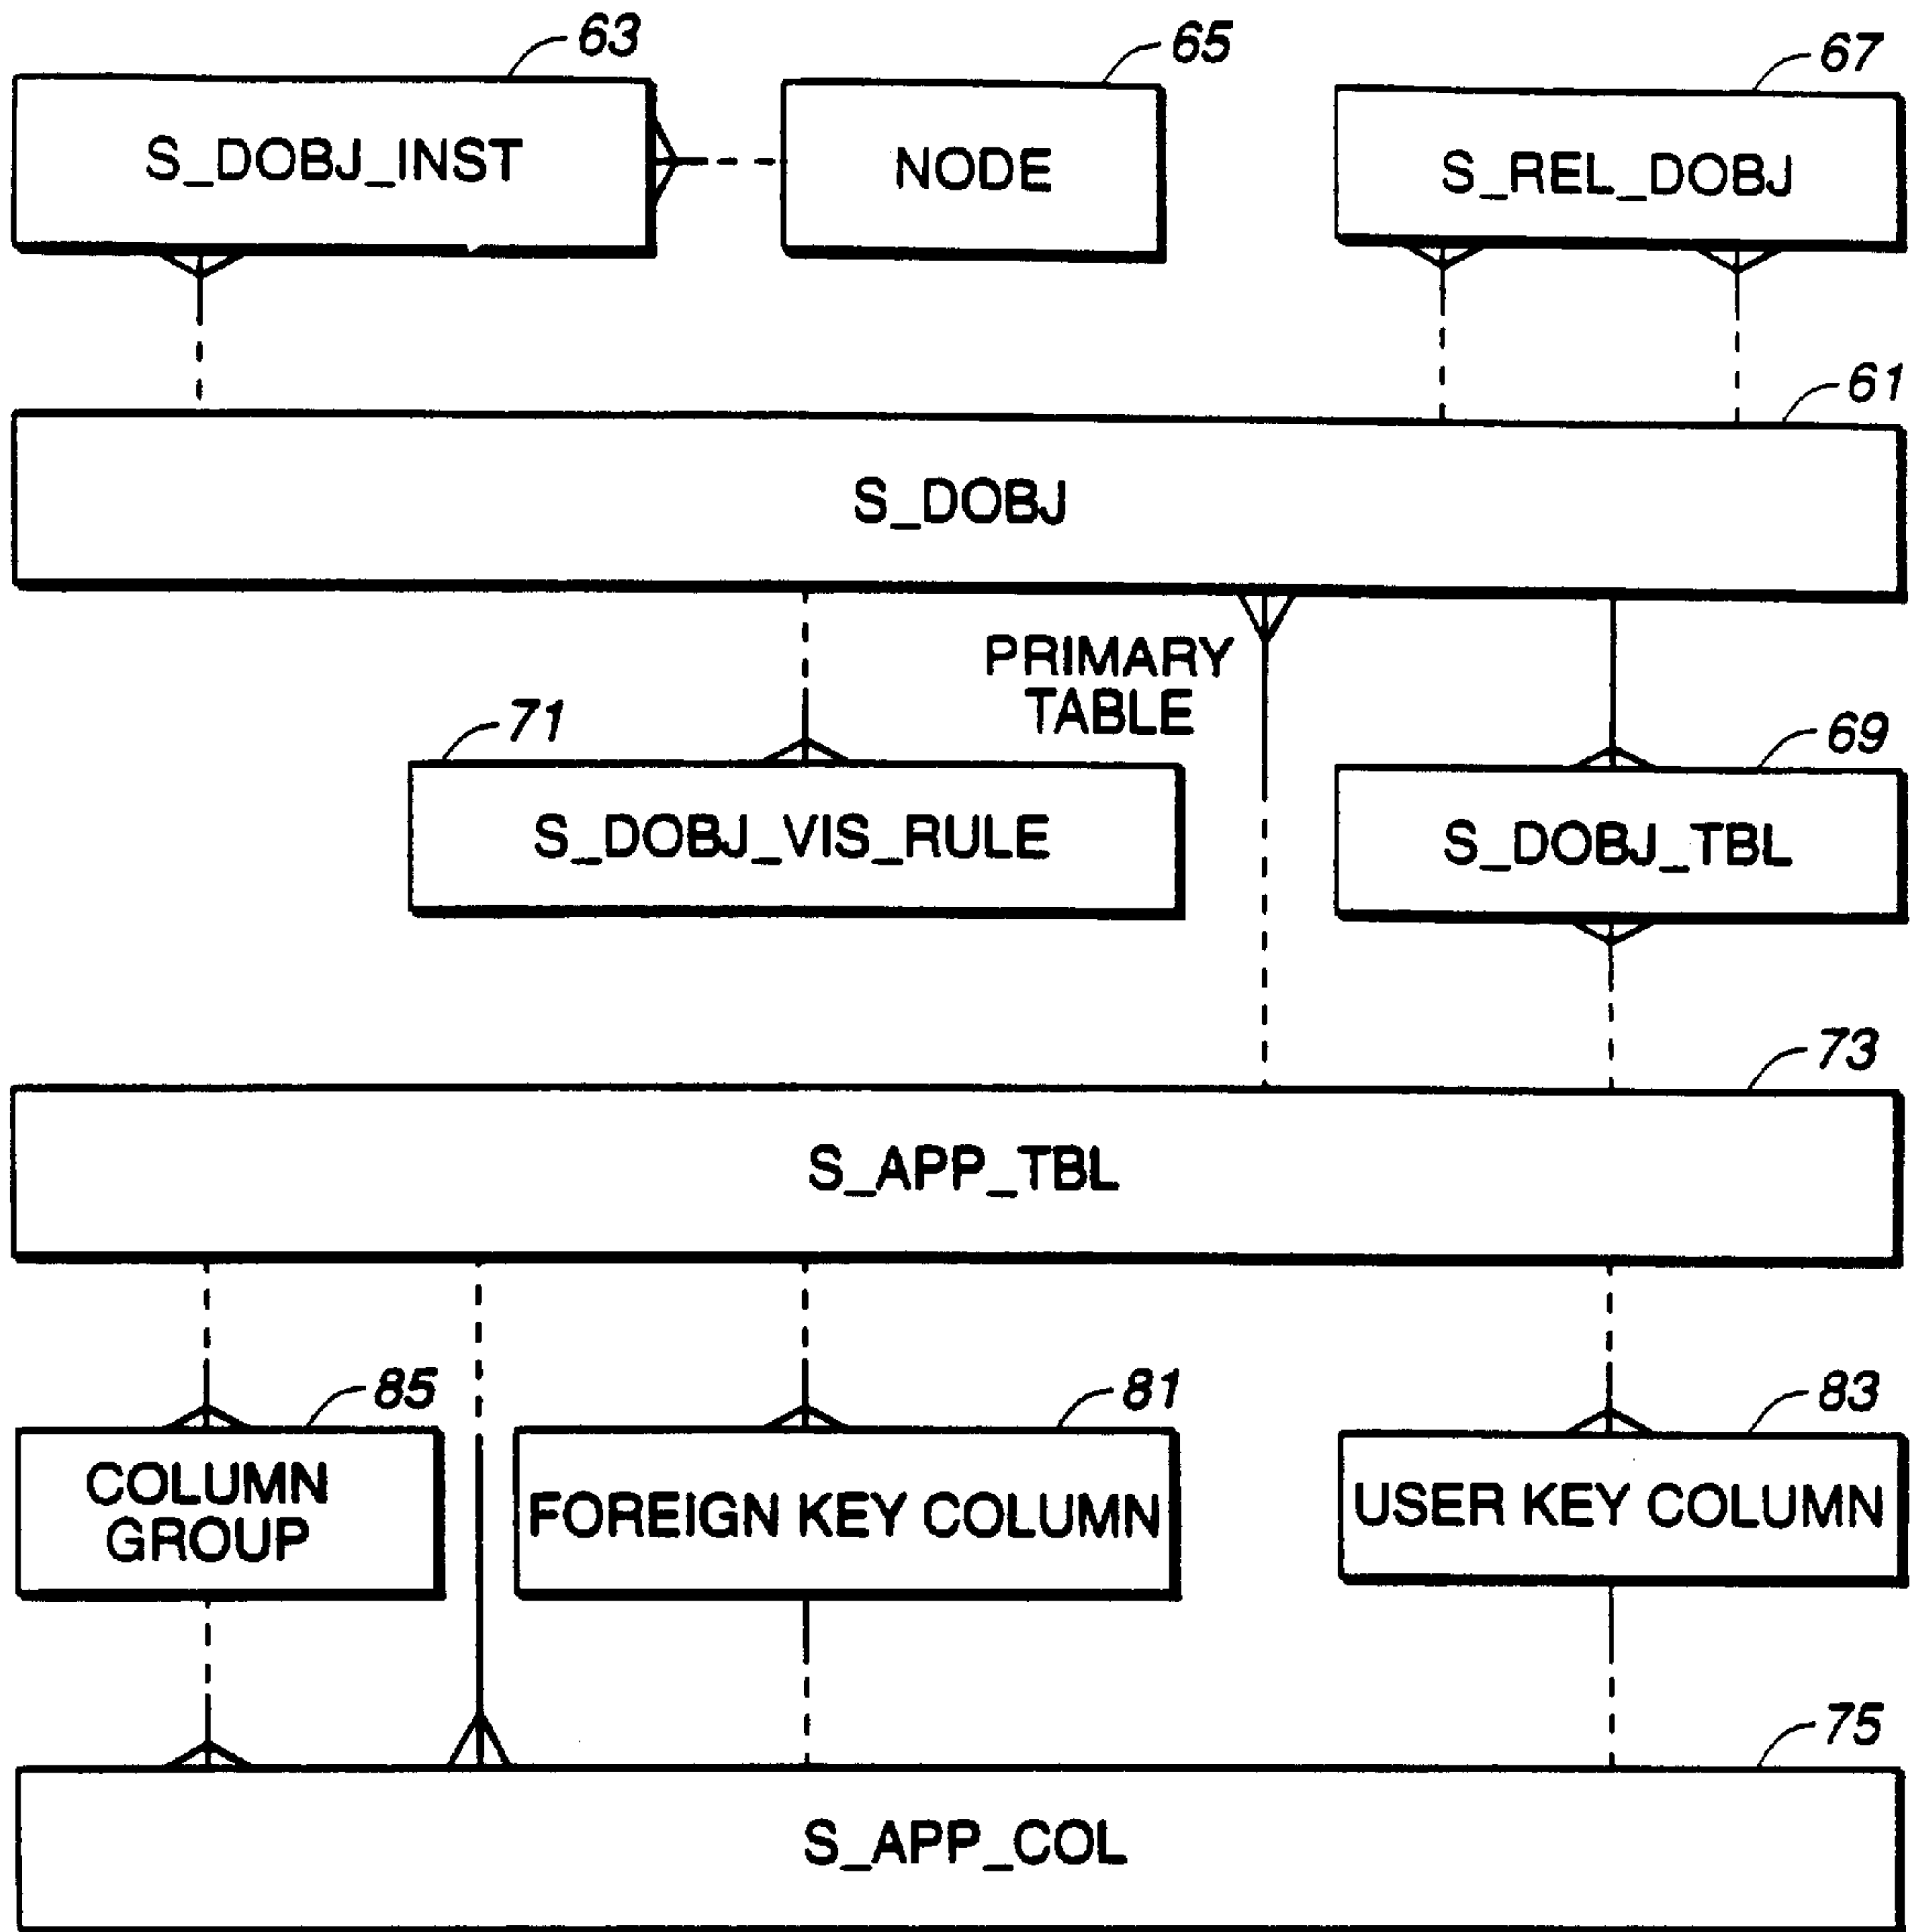 63
65
67
S_DOBJ_INST
NODE
S_REL_DOBJ
61
S_DOBJ
PRIMARY
TABLE
71
69
S_DOBJ_VIS_RULE
S_DOBJ_TBL
73
S_APP_TBL
85
81
83
COLUMN
GROUP
FOREIGN KEY COLUMN
USER KEY COLUMN
75
S_APP_COL